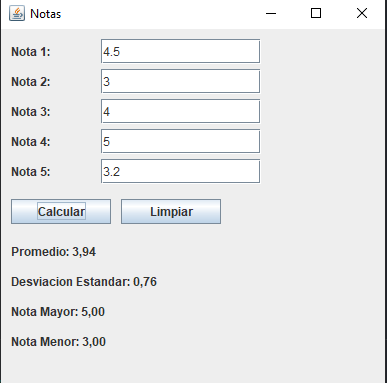 Notas
Nota 1: 4.5
Nota 2: 3
Nota 3: 4
Nota 4: 5
Nota 5: 3.2
Calcular Limpiar
Promedio: 3,94
Desviacion Estandar: 0,76
Nota Mayor: 5,00
Nota Menor: 3,00